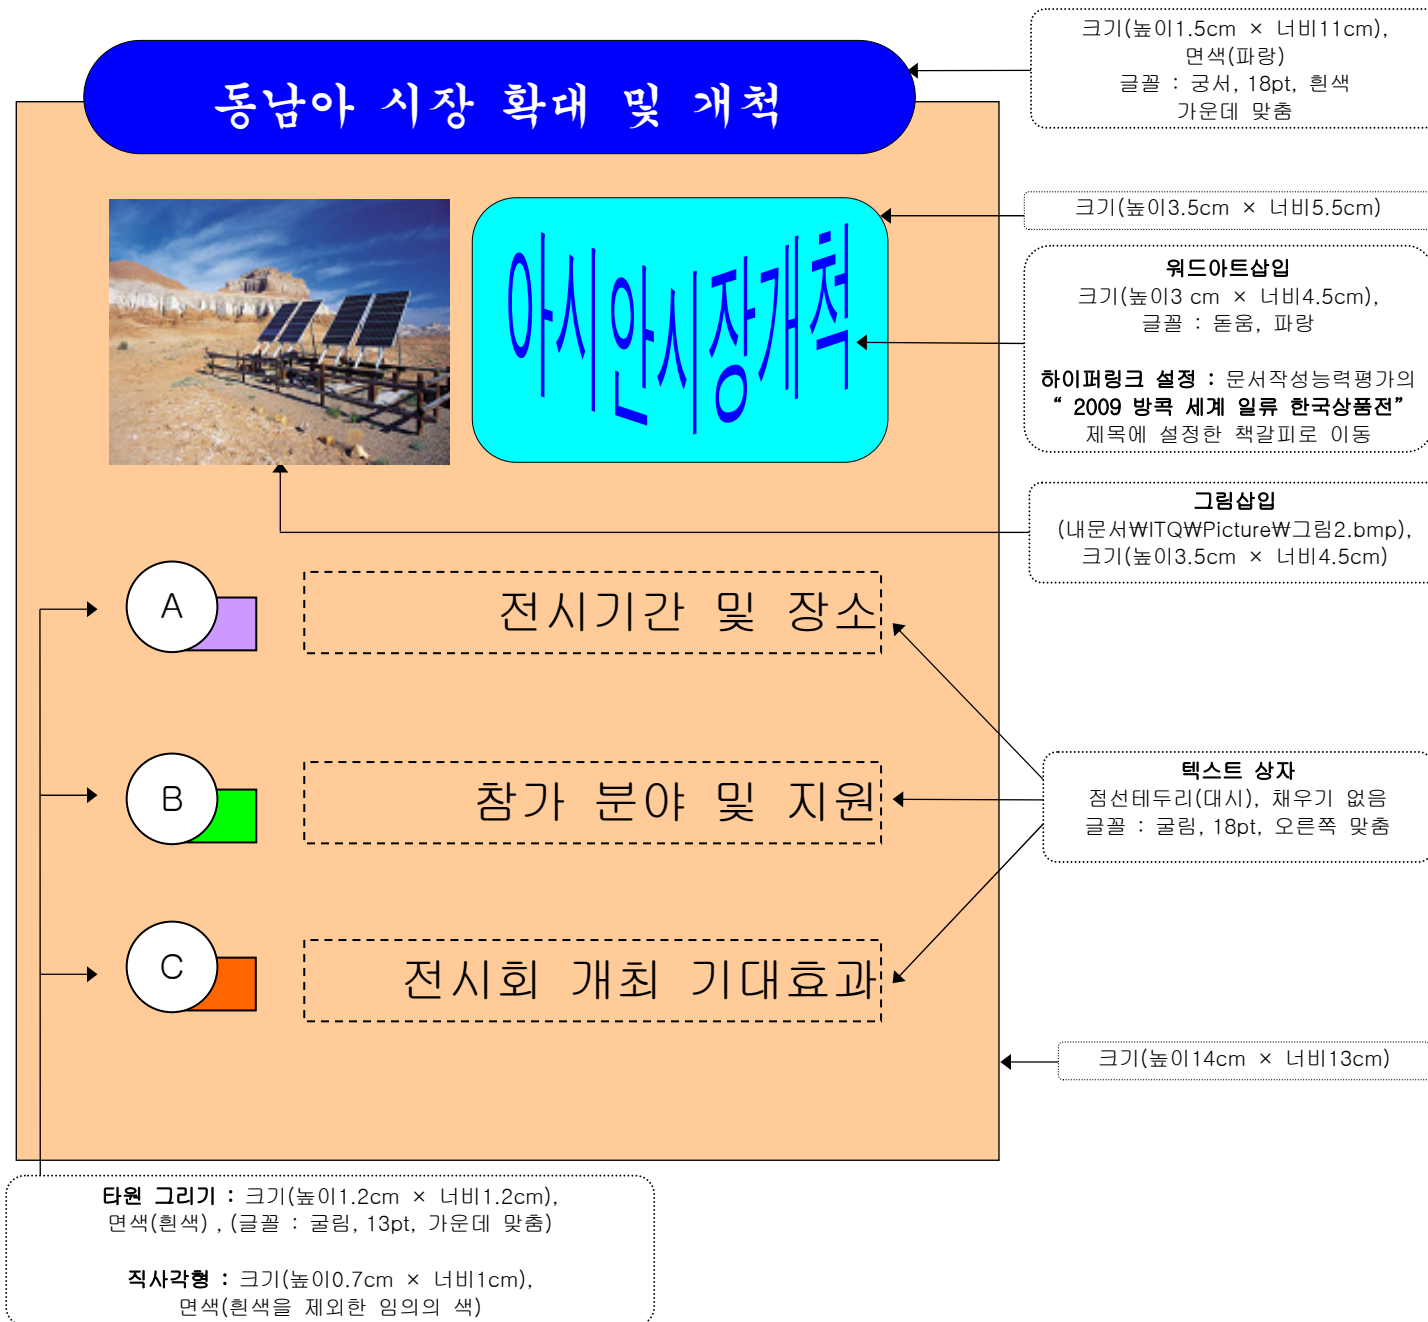 크기(높이1.5cm × 너비11cm),
면색(파랑)
글꼴 : 궁서, 18pt, 흰색
가운데 맞춤
동남아 시장 확대 및 개척
크기(높이3.5cm × 너비5.5cm)
아시안시장개척
워드아트삽입
크기(높이3 cm × 너비4.5cm),
글꼴 : 돋움, 파랑
하이퍼링크 설정 : 문서작성능력평가의
“ 2009 방콕 세계 일류 한국상품전”
제목에 설정한 책갈피로 이동
그림삽입
(내문서₩ITQ₩Picture₩그림2.bmp),
크기(높이3.5cm × 너비4.5cm)
A
전시기간 및 장소
B
참가 분야 및 지원
텍스트 상자
점선테두리(대시), 채우기 없음
글꼴 : 굴림, 18pt, 오른쪽 맞춤
C
전시회 개최 기대효과
크기(높이14cm × 너비13cm)
타원 그리기 : 크기(높이1.2cm × 너비1.2cm),
면색(흰색) , (글꼴 : 굴림, 13pt, 가운데 맞춤)
직사각형 : 크기(높이0.7cm × 너비1cm),
면색(흰색을 제외한 임의의 색)